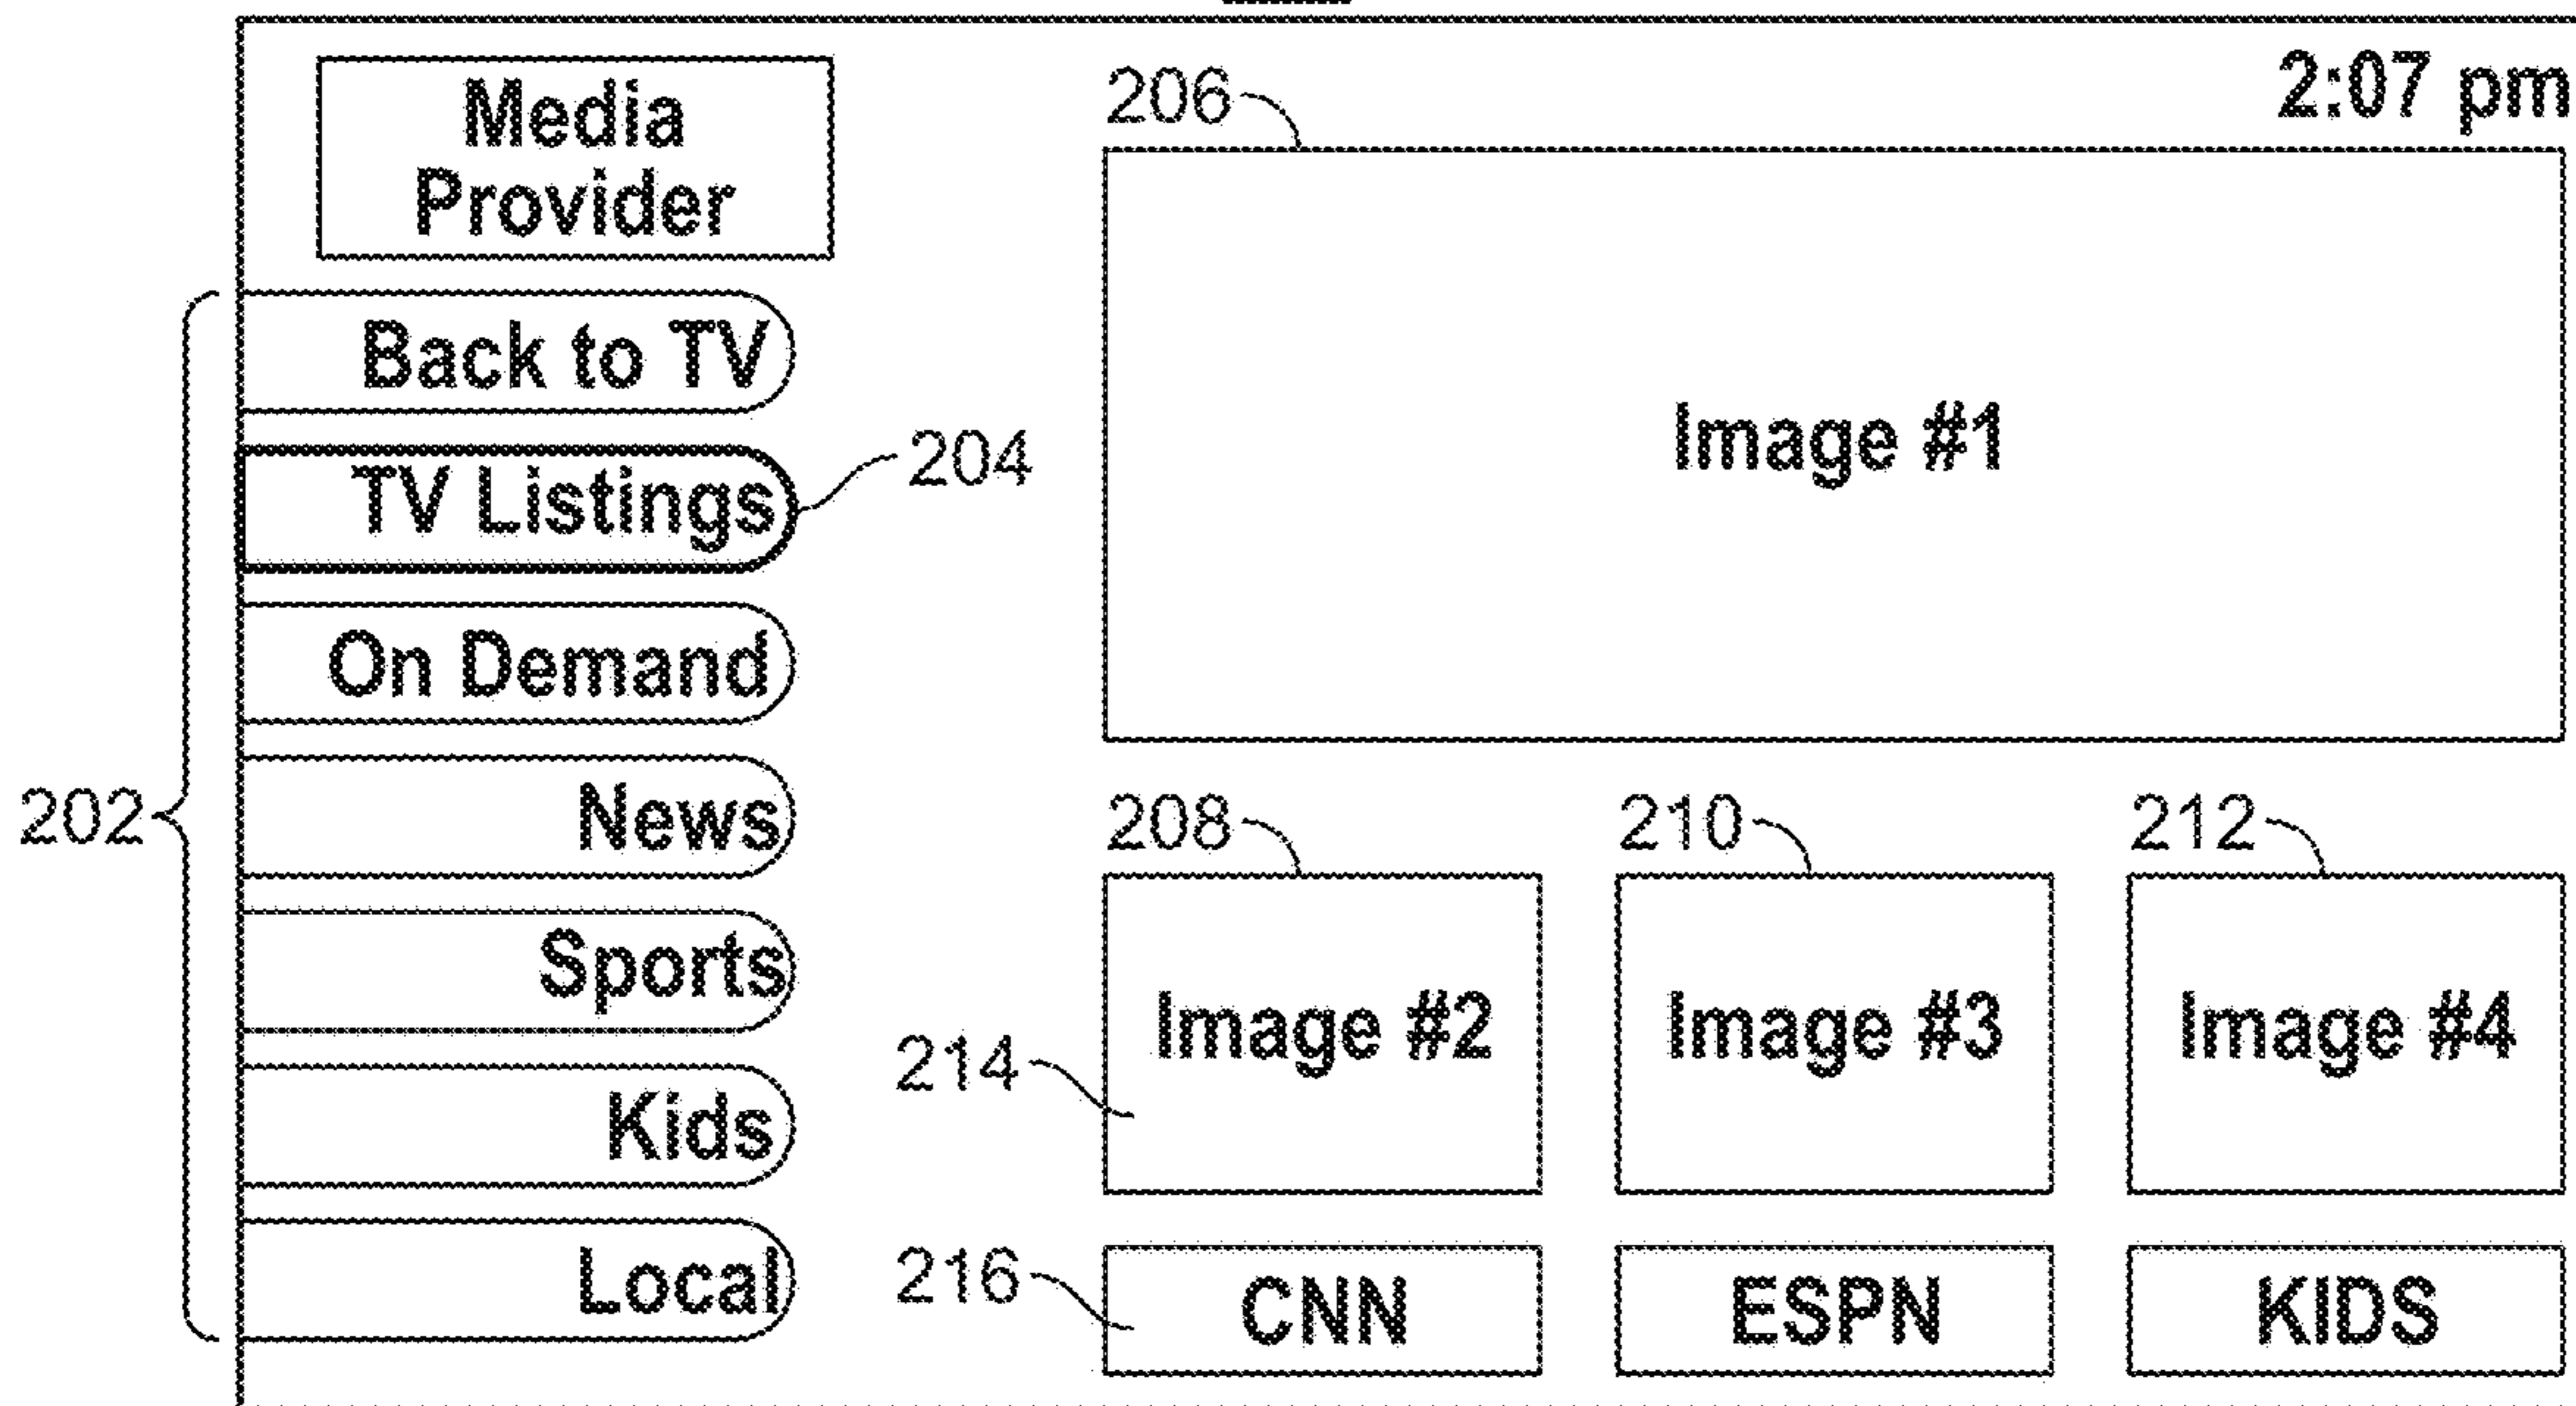 2:07 pm
Media
Provider
206
Back to TV
TV Listings
204
Image #1
On Demand
News
202
208
210
212
Sports
Image #2
Image #3
Image #4
214
Kids
Local
216
CNN
ESPN
KIDS